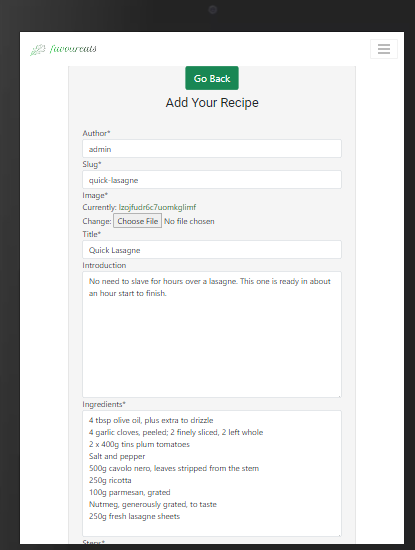 favoureats
Go Back
Add Your Recipe
Author*
admin
Slug*
quick-lasagne
Image*
Currently: lzojfudr6c7uomkglimf
Change: Choose File No file chosen
Title*
Quick Lasagne
Introduction
No need to slave for hours over a lasagne. This one is ready in about
an hour start to finish.
Ingredients*
4 tbsp olive oil, plus extra to drizzle
4 garlic cloves, peeled; 2 finely sliced, 2 left whole
2 x 400g tins plum tomatoes
Salt and pepper
500g cavolo nero, leaves stripped from the stem
250g ricotta
100g parmesan, grated
Nutmeg, generously grated, to taste
250g fresh lasagne sheets
Steps*